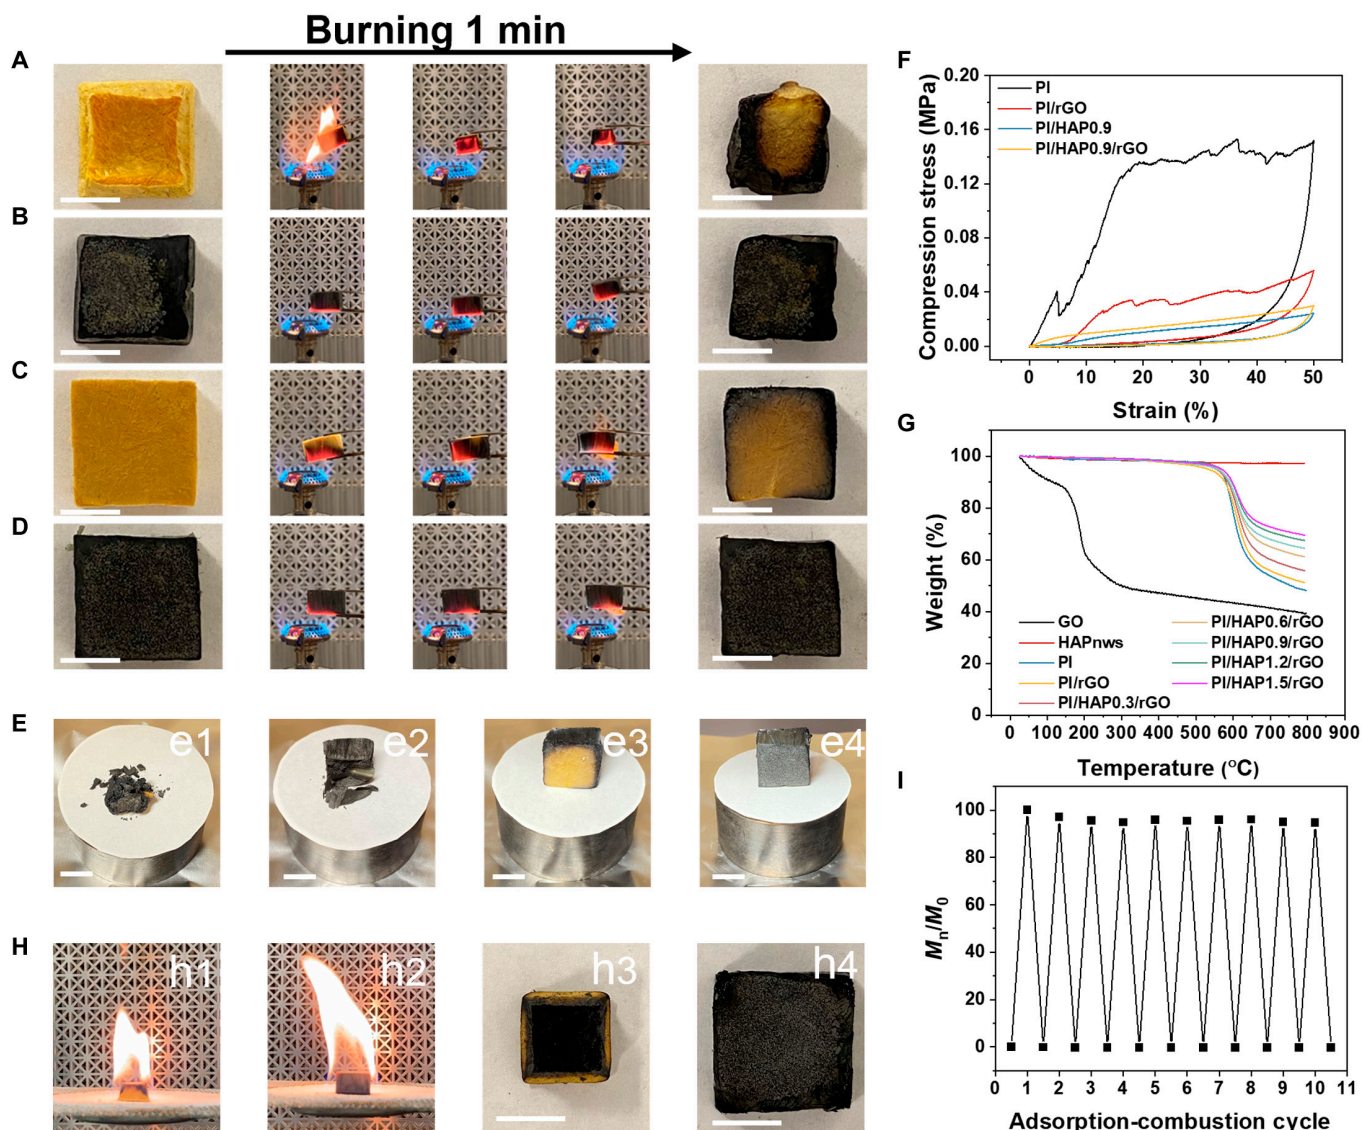 Burning 1 min
A
B
C
D
E
e1
e2
e3
e4
H
h1
h2
h3
h4
F
Compression stress (MPa)
0.20
0.16
0.12
0.08
0.04
0.00
PI
PI/rGO
PI/HAP0.9
PI/HAP0.9/rGO
0 10 20 30 40 50
Strain (%)
G
Weight (%)
100
80
60
40
20
0
GO
HAPnws
PI
PI/rGO
PI/HAP0.3/rGO
PI/HAP0.6/rGO
PI/HAP0.9/rGO
PI/HAP1.2/rGO
PI/HAP1.5/rGO
0 100 200 300 400 500 600 700 800 900
Temperature (°C)
I
Mn/M0
100
80
60
40
20
0
1 2 3 4 5 6 7 8 9 10 11
Adsorption-combustion cycle